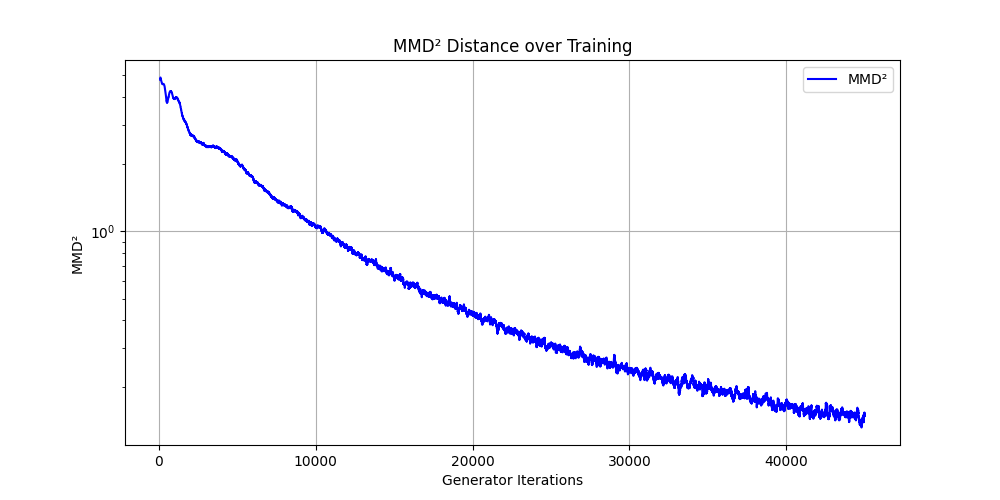 MMD² Distance over Training
MMD²
MMD²
10⁰
0 10000 20000 30000 40000
Generator Iterations